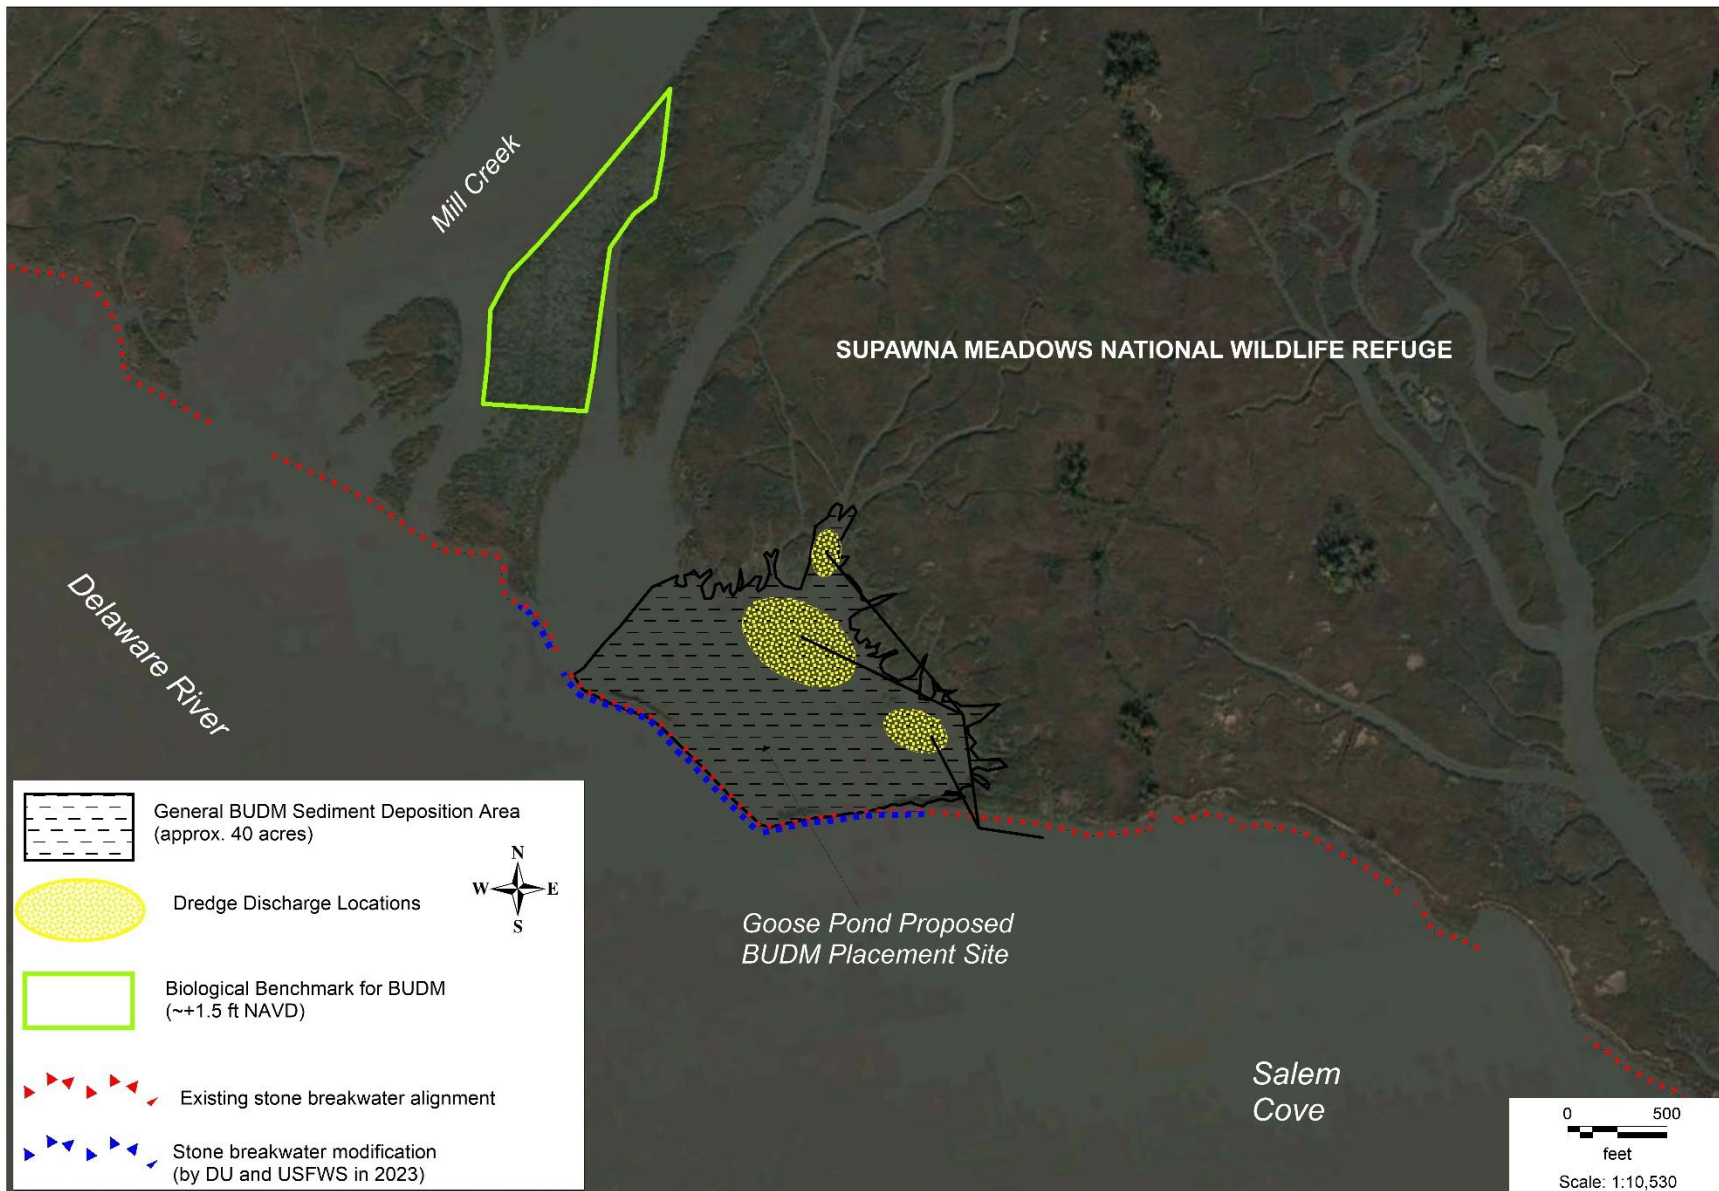 Mill Creek
SUPAWNA MEADOWS NATIONAL WILDLIFE REFUGE
Delaware River
Goose Pond Proposed
BUDM Placement Site
Salem
Cove
General BUDM Sediment Deposition Area
(approx. 40 acres)
N
W E
S
Dredge Discharge Locations
Biological Benchmark for BUDM
(~+1.5 ft NAVD)
Existing stone breakwater alignment
Stone breakwater modification
(by DU and USFWS in 2023)
0 500
feet
Scale: 1:10,530